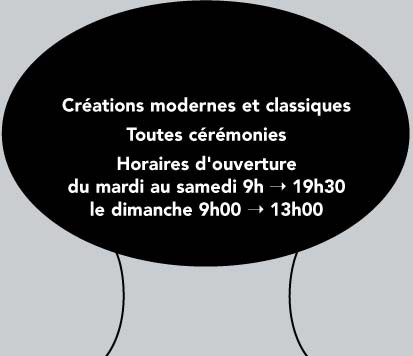 Créations modernes et classiques
Toutes cérémonies
Horaires d'ouverture
du mardi au samedi 9h → 19h30
le dimanche 9h00 → 13h00